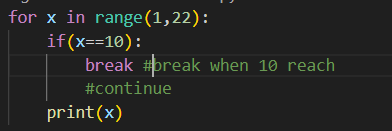 for x in range(1,22):
    if(x==10):
        break #break when 10 reach
        #continue
    print(x)